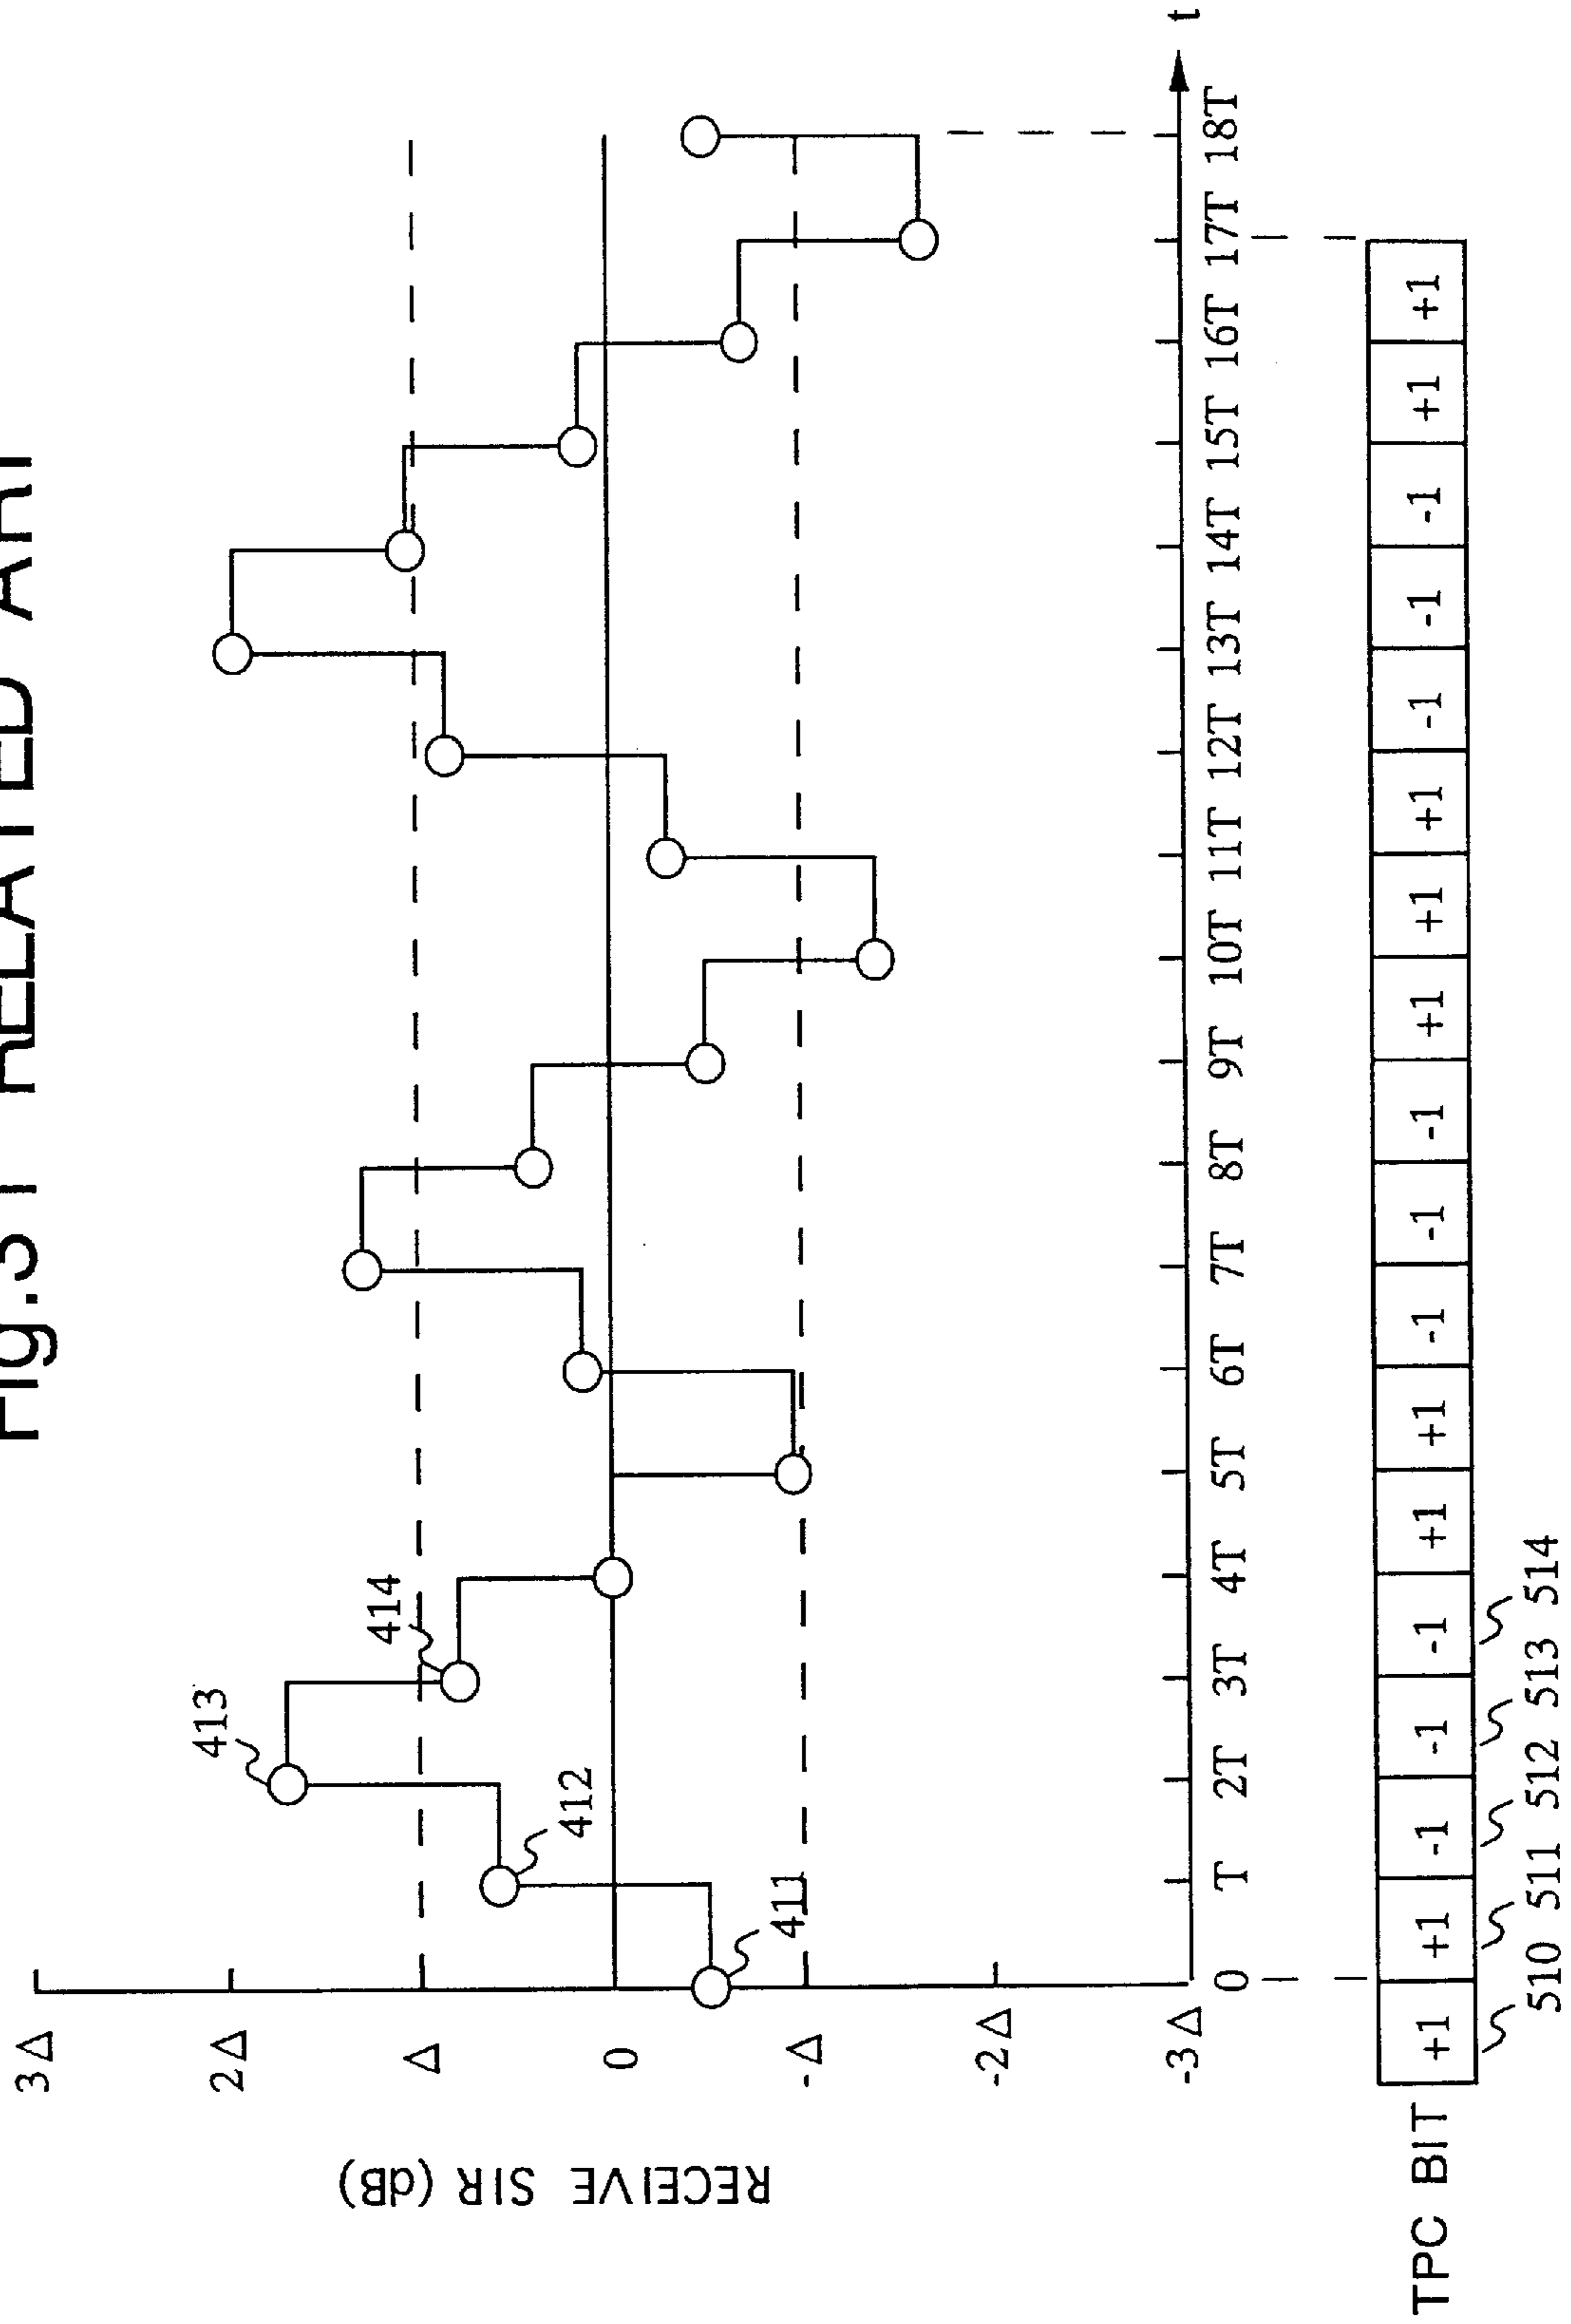 Fig.31 RELATED ART
RECEIVE SIR (dB)
3Δ
2Δ
Δ
0
-Δ
-2Δ
-3Δ
413
414
412
411
0 T 2T 3T 4T 5T 6T 7T 8T 9T 10T 11T 12T 13T 14T 15T 16T 17T 18T t
TPC BIT +1 +1 -1 -1 -1 +1 +1 -1 -1 -1 +1 +1 +1 -1 -1 -1 +1 +1
510 511 512 513 514